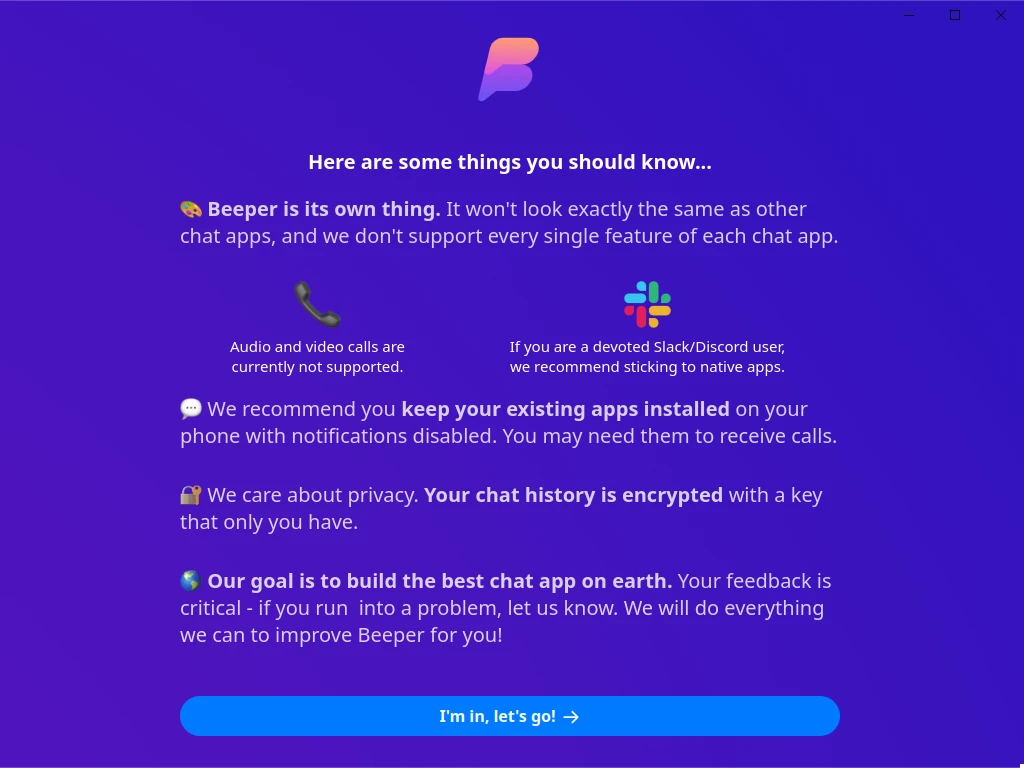 Here are some things you should know...
Beeper is its own thing. It won't look exactly the same as other
chat apps, and we don't support every single feature of each chat app.
Audio and video calls are
currently not supported.
If you are a devoted Slack/Discord user,
we recommend sticking to native apps.
We recommend you keep your existing apps installed on your
phone with notifications disabled. You may need them to receive calls.
We care about privacy. Your chat history is encrypted with a key
that only you have.
Our goal is to build the best chat app on earth. Your feedback is
critical - if you run  into a problem, let us know. We will do everything
we can to improve Beeper for you!
I'm in, let's go! →